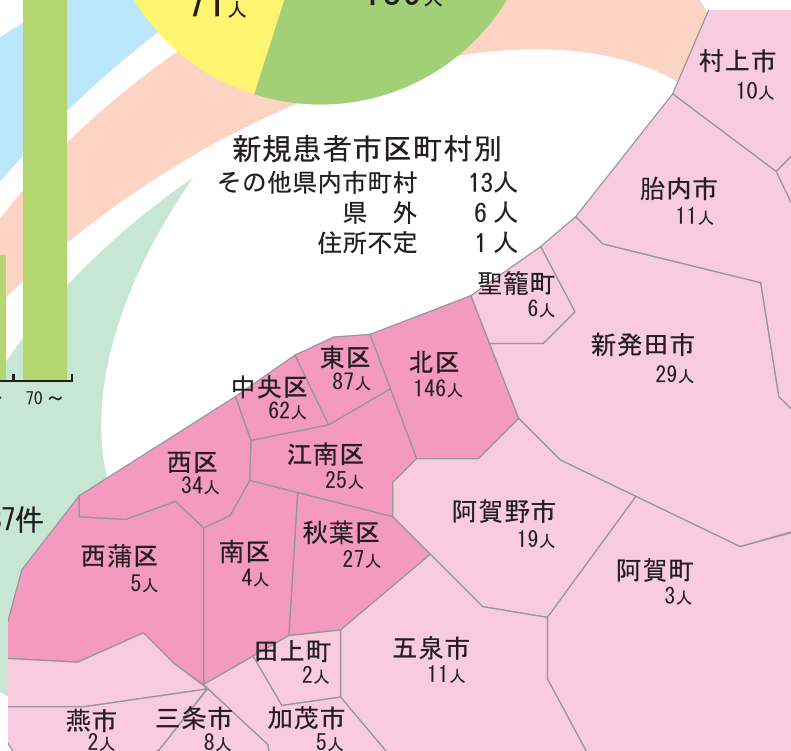 71人
新規患者市区町村別
その他県内市町村 13人
県 外 6人
住所不定 1人
村上市
10人
胎内市
11人
聖籠町
6人
新発田市
29人
東区
87人
北区
146人
中央区
62人
70～
西区
34人
江南区
25人
阿賀野市
19人
7件
秋葉区
27人
西蒲区
5人
南区
4人
阿賀町
3人
田上町
2人
五泉市
11人
燕市
2人
三条市
8人
加茂市
5人